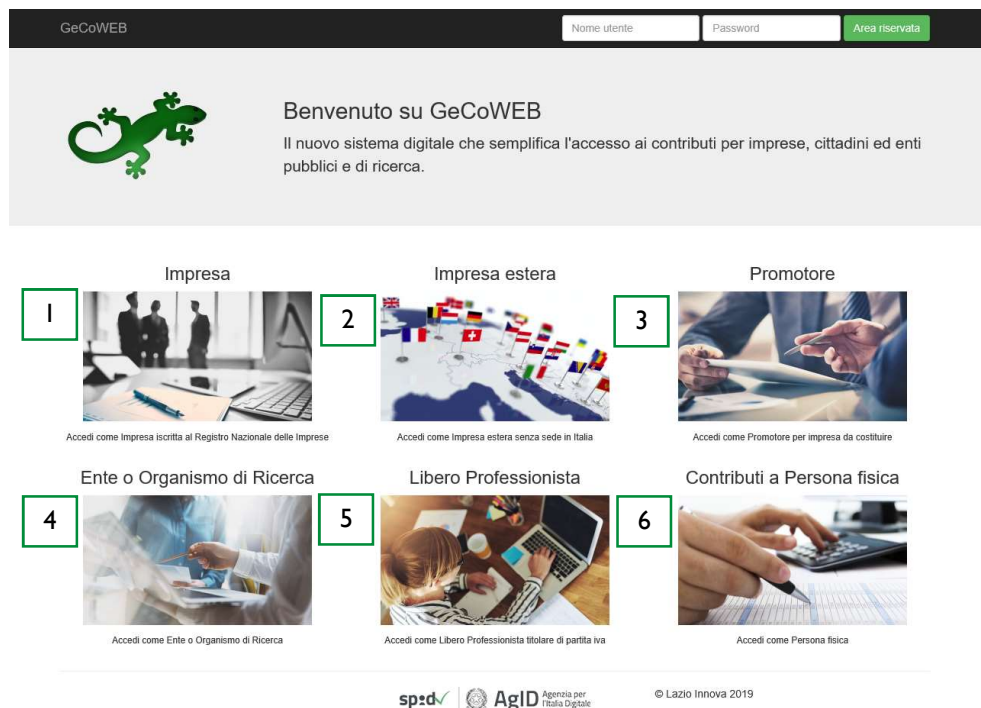 GeCoWEB
Nome utente
Password
Area riservata
Benvenuto su GeCoWEB
Il nuovo sistema digitale che semplifica l'accesso ai contributi per imprese, cittadini ed enti
pubblici e di ricerca.
Impresa
1
Accedi come Impresa iscritta al Registro Nazionale delle Imprese
Impresa estera
2
Accedi come Impresa estera senza sede in Italia
Promotore
3
Accedi come Promotore per impresa da costituire
Ente o Organismo di Ricerca
4
Accedi come Ente o Organismo di Ricerca
Libero Professionista
5
Accedi come Libero Professionista titolare di partita iva
Contributi a Persona fisica
6
Accedi come Persona fisica
sp:d
AgID
Agenzia per
l'Italia Digitale
© Lazio Innova 2019